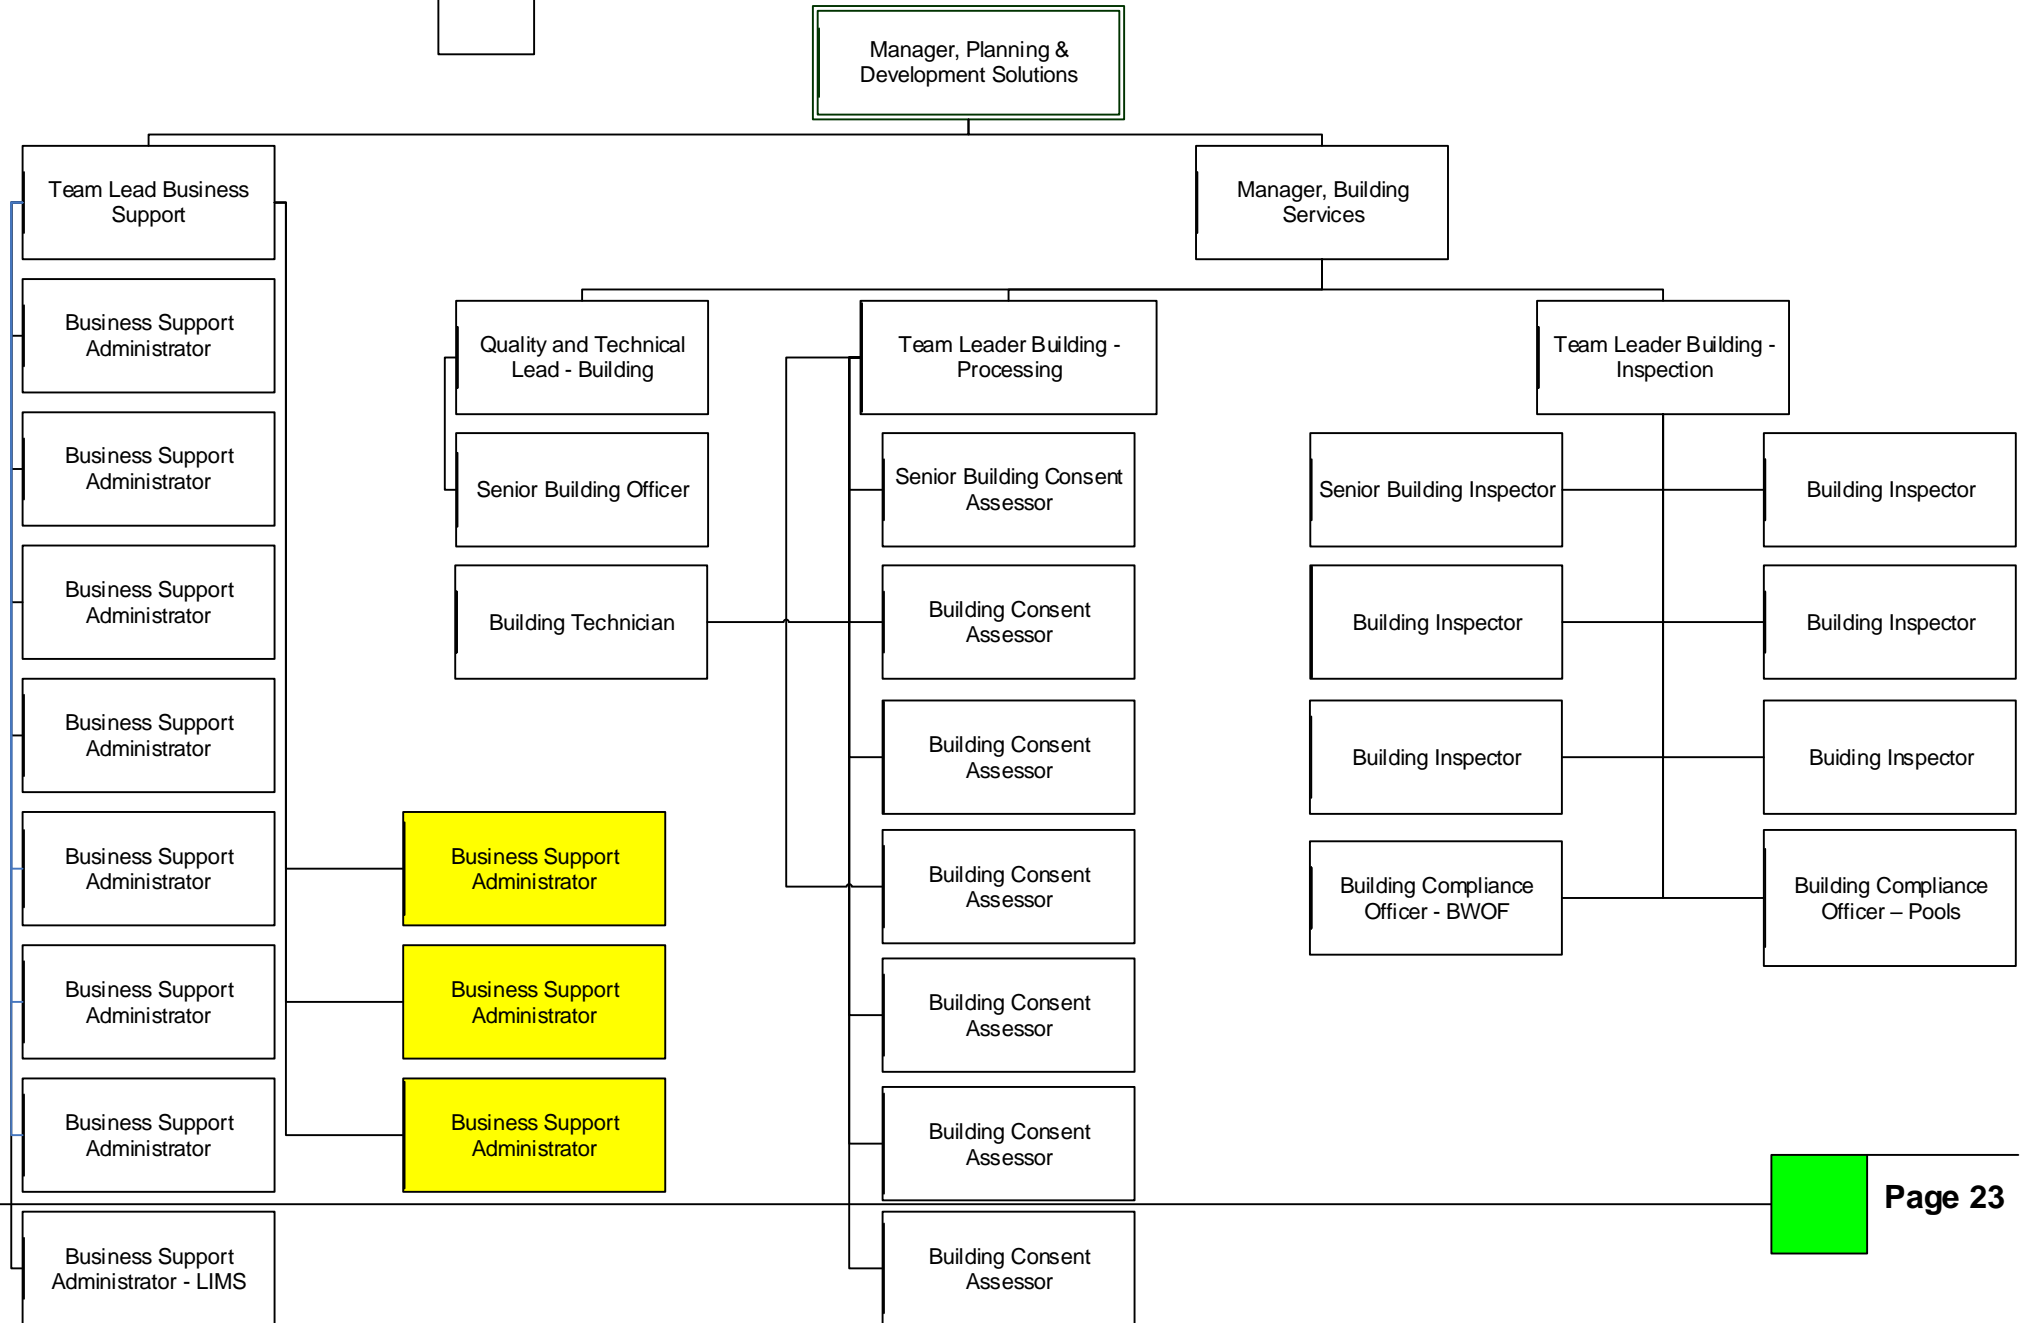 Manager, Planning &
Development Solutions
Team Lead Business
Support
Manager, Building
Services
Business Support
Administrator
Quality and Technical
Lead - Building
Team Leader Building -
Processing
Team Leader Building -
Inspection
Business Support
Administrator
Senior Building Officer
Senior Building Consent
Assessor
Senior Building Inspector
Building Inspector
Business Support
Administrator
Building Technician
Building Consent
Assessor
Building Inspector
Building Inspector
Business Support
Administrator
Building Consent
Assessor
Building Inspector
Buiding Inspector
Business Support
Administrator
Business Support
Administrator
Building Consent
Assessor
Building Compliance
Officer - BWOF
Building Compliance
Officer – Pools
Business Support
Administrator
Business Support
Administrator
Building Consent
Assessor
Business Support
Administrator
Business Support
Administrator
Building Consent
Assessor
Page 23
Business Support
Administrator - LIMS
Building Consent
Assessor